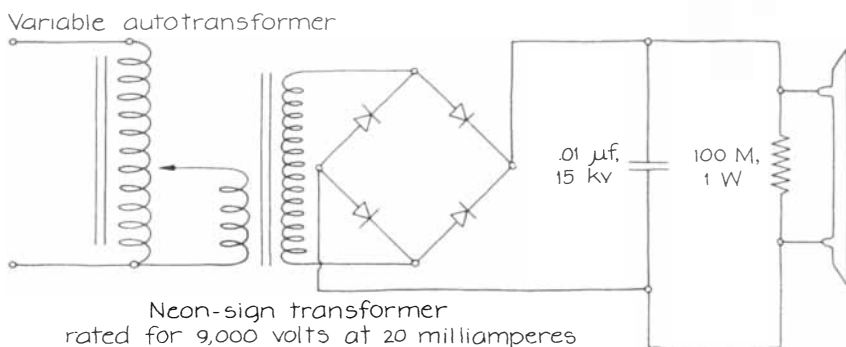 Variable autotransformer
.01 μf,
15 kv
100 M,
1 W
Neon-sign transformer
rated for 9,000 volts at 20 milliamperes